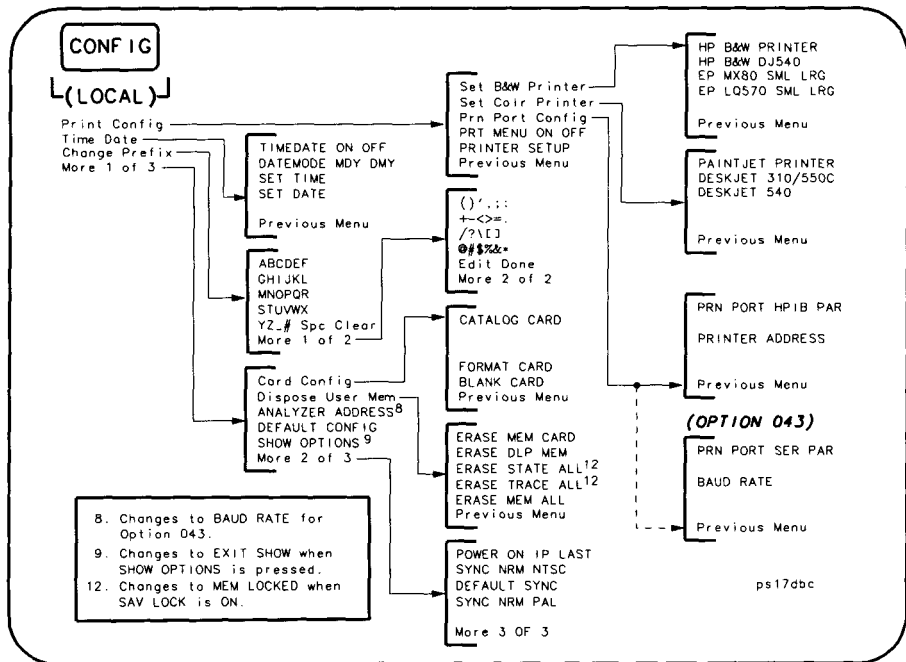 CONFIG
(LOCAL)
Print Config
Time Date
Change Prefix
More 1 of 3
TIMEDATE ON OFF
DATEMODE MDY DMY
SET TIME
SET DATE
Previous Menu
ABCDEF
GHIJKL
MNOPQR
STUVWX
YZ_# Spc Clear
More 1 of 2
Card Config
Dispose User Mem
ANALYZER ADDRESS 8
DEFAULT CONFIG
SHOW OPTIONS 9
More 2 of 3
Set B&W Printer
Set Colr Printer
Prn Port Config
PRT MENU ON OFF
PRINTER SETUP
Previous Menu
()',;:
+-<>=.
/?\[]
@#$%&*
Edit Done
More 2 of 2
CATALOG CARD
FORMAT CARD
BLANK CARD
Previous Menu
ERASE MEM CARD
ERASE DLP MEM
ERASE STATE ALL 12
ERASE TRACE ALL 12
ERASE MEM ALL
Previous Menu
POWER ON IP LAST
SYNC NRM NTSC
DEFAULT SYNC
SYNC NRM PAL
More 3 OF 3
HP B&W PRINTER
HP B&W DJ540
EP MX80 SML LRG
EP LQ570 SML LRG
Previous Menu
PAINTJET PRINTER
DESKJET 310/550C
DESKJET 540
Previous Menu
PRN PORT HPIB PAR
PRINTER ADDRESS
Previous Menu
(OPTION 043)
PRN PORT SER PAR
BAUD RATE
Previous Menu
8. Changes to BAUD RATE for
Option 043.
9. Changes to EXIT SHOW when
SHOW OPTIONS is pressed.
12. Changes to MEM LOCKED when
SAV LOCK is ON.
ps17dbc